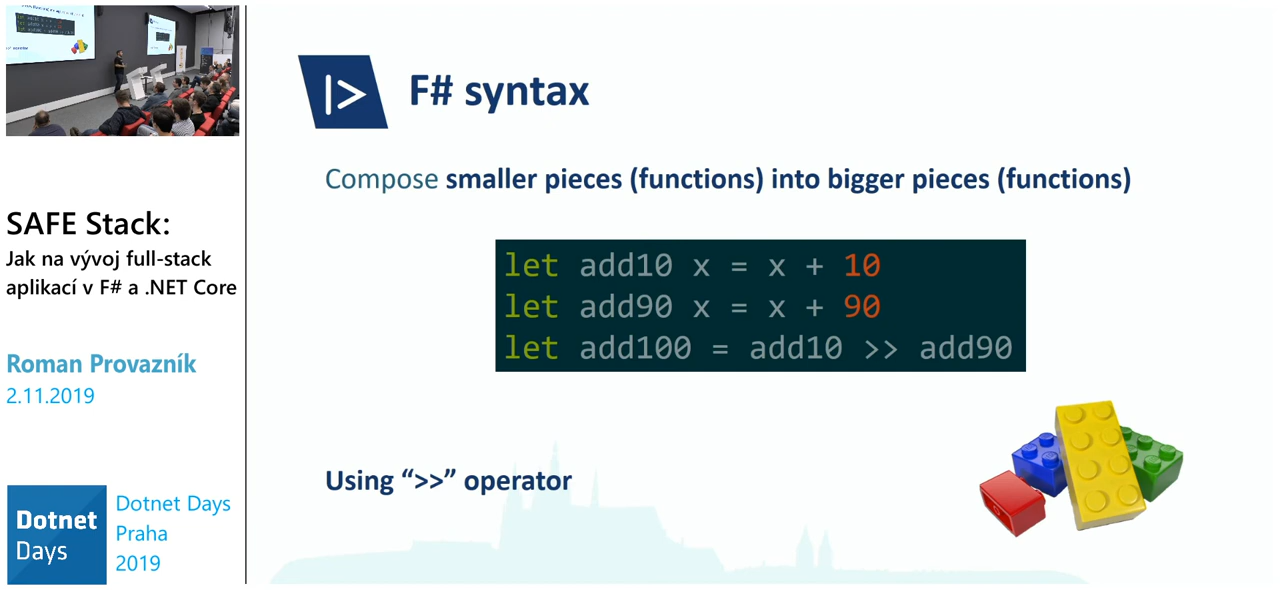 SAFE Stack:
Jak na vývoj full-stack
aplikací v F# a .NET Core
Roman Provazník
2.11.2019
Dotnet
Days
Dotnet Days
Praha
2019
|> F# syntax
Compose smaller pieces (functions) into bigger pieces (functions)
let add10 x = x + 10
let add90 x = x + 90
let add100 = add10 >> add90
Using “>>” operator